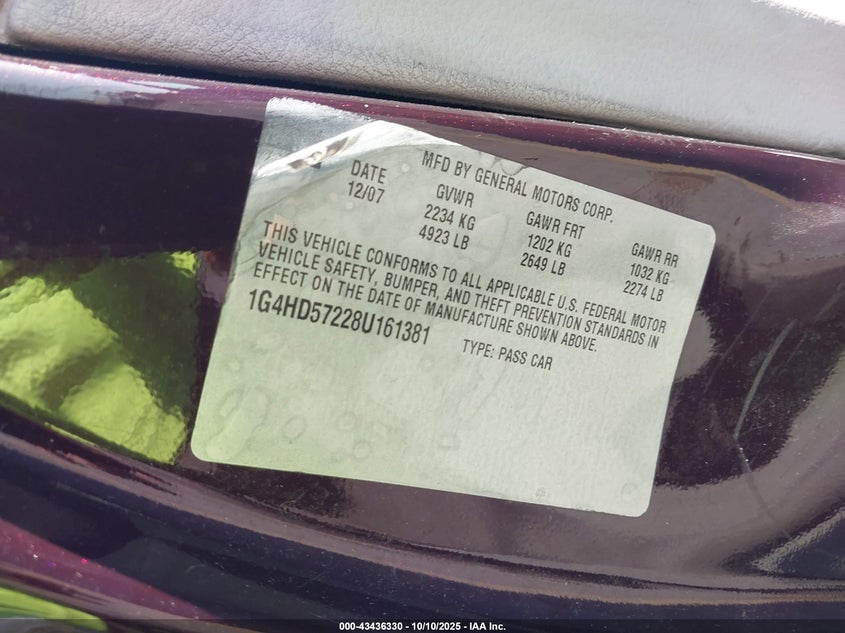 MFD BY GENERAL MOTORS CORP.
DATE GVWR GAWR FRT GAWR RR
12/07 2234 KG 1202 KG 1032 KG
4923 LB 2649 LB 2274 LB
THIS VEHICLE CONFORMS TO ALL APPLICABLE U.S. FEDERAL MOTOR
VEHICLE SAFETY, BUMPER, AND THEFT PREVENTION STANDARDS IN
EFFECT ON THE DATE OF MANUFACTURE SHOWN ABOVE.
1G4HD57228U161381 TYPE: PASS CAR
000-43436330 - 10/10/2025 - IAA Inc.